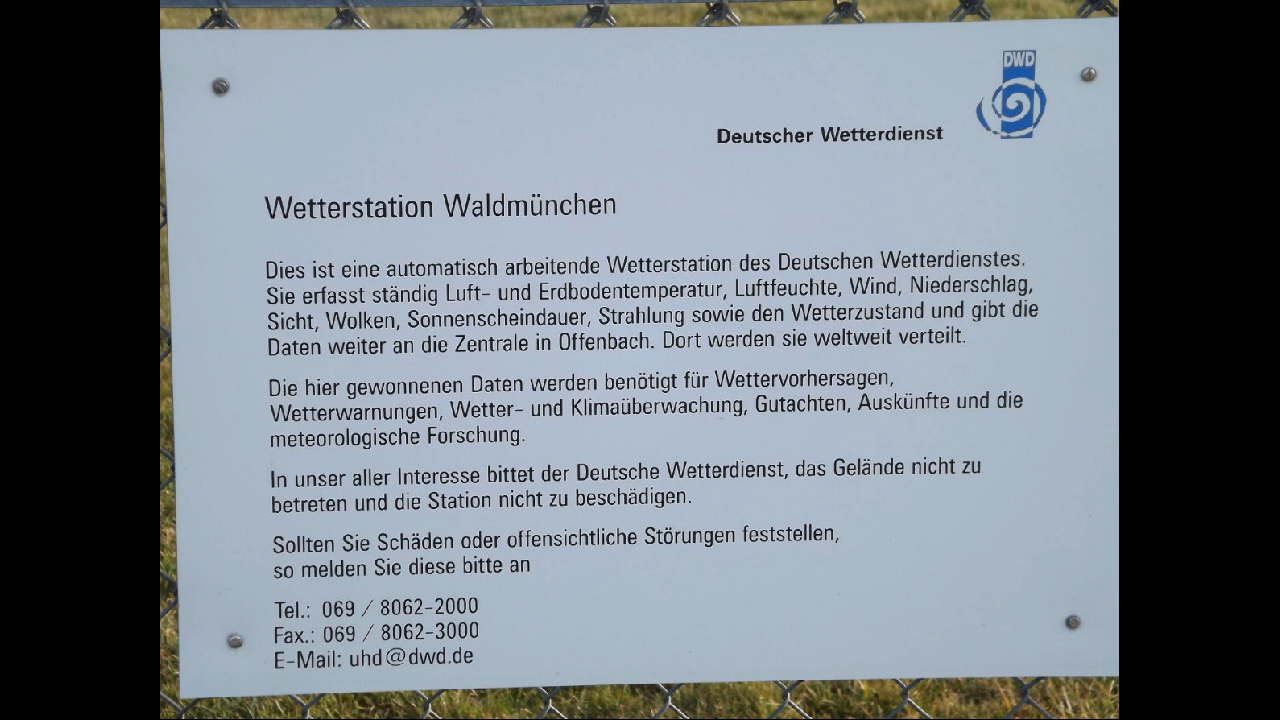 DWD
Deutscher Wetterdienst
Wetterstation Waldmünchen
Dies ist eine automatisch arbeitende Wetterstation des Deutschen Wetterdienstes.
Sie erfasst ständig Luft- und Erdbodentemperatur, Luftfeuchte, Wind, Niederschlag,
Sicht, Wolken, Sonnenscheindauer, Strahlung sowie den Wetterzustand und gibt die
Daten weiter an die Zentrale in Offenbach. Dort werden sie weltweit verteilt.
Die hier gewonnenen Daten werden benötigt für Wettervorhersagen,
Wetterwarnungen, Wetter- und Klimaüberwachung, Gutachten, Auskünfte und die
meteorologische Forschung.
In unser aller Interesse bittet der Deutsche Wetterdienst, das Gelände nicht zu
betreten und die Station nicht zu beschädigen.
Sollten Sie Schäden oder offensichtliche Störungen feststellen,
so melden Sie diese bitte an
Tel.: 069 / 8062-2000
Fax.: 069 / 8062-3000
E-Mail: uhd@dwd.de